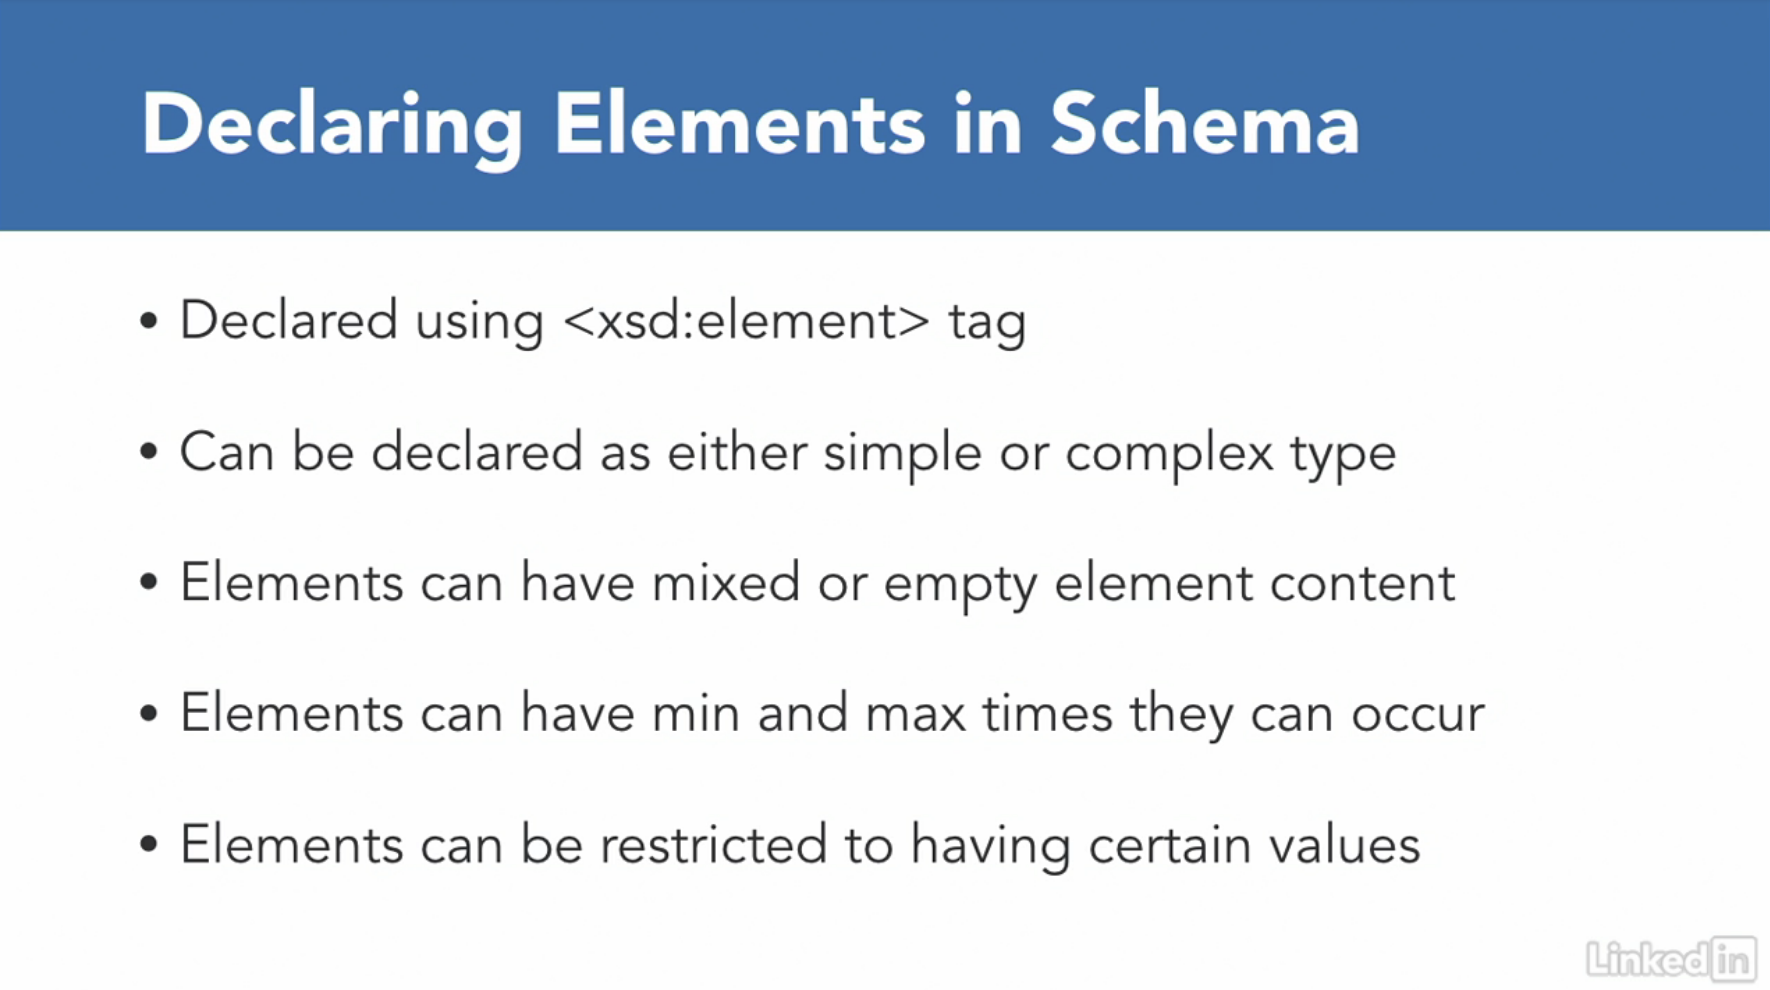 Declaring Elements in Schema
• Declared using <xsd:element> tag
• Can be declared as either simple or complex type
• Elements can have mixed or empty element content
• Elements can have min and max times they can occur
• Elements can be restricted to having certain values
Linked in